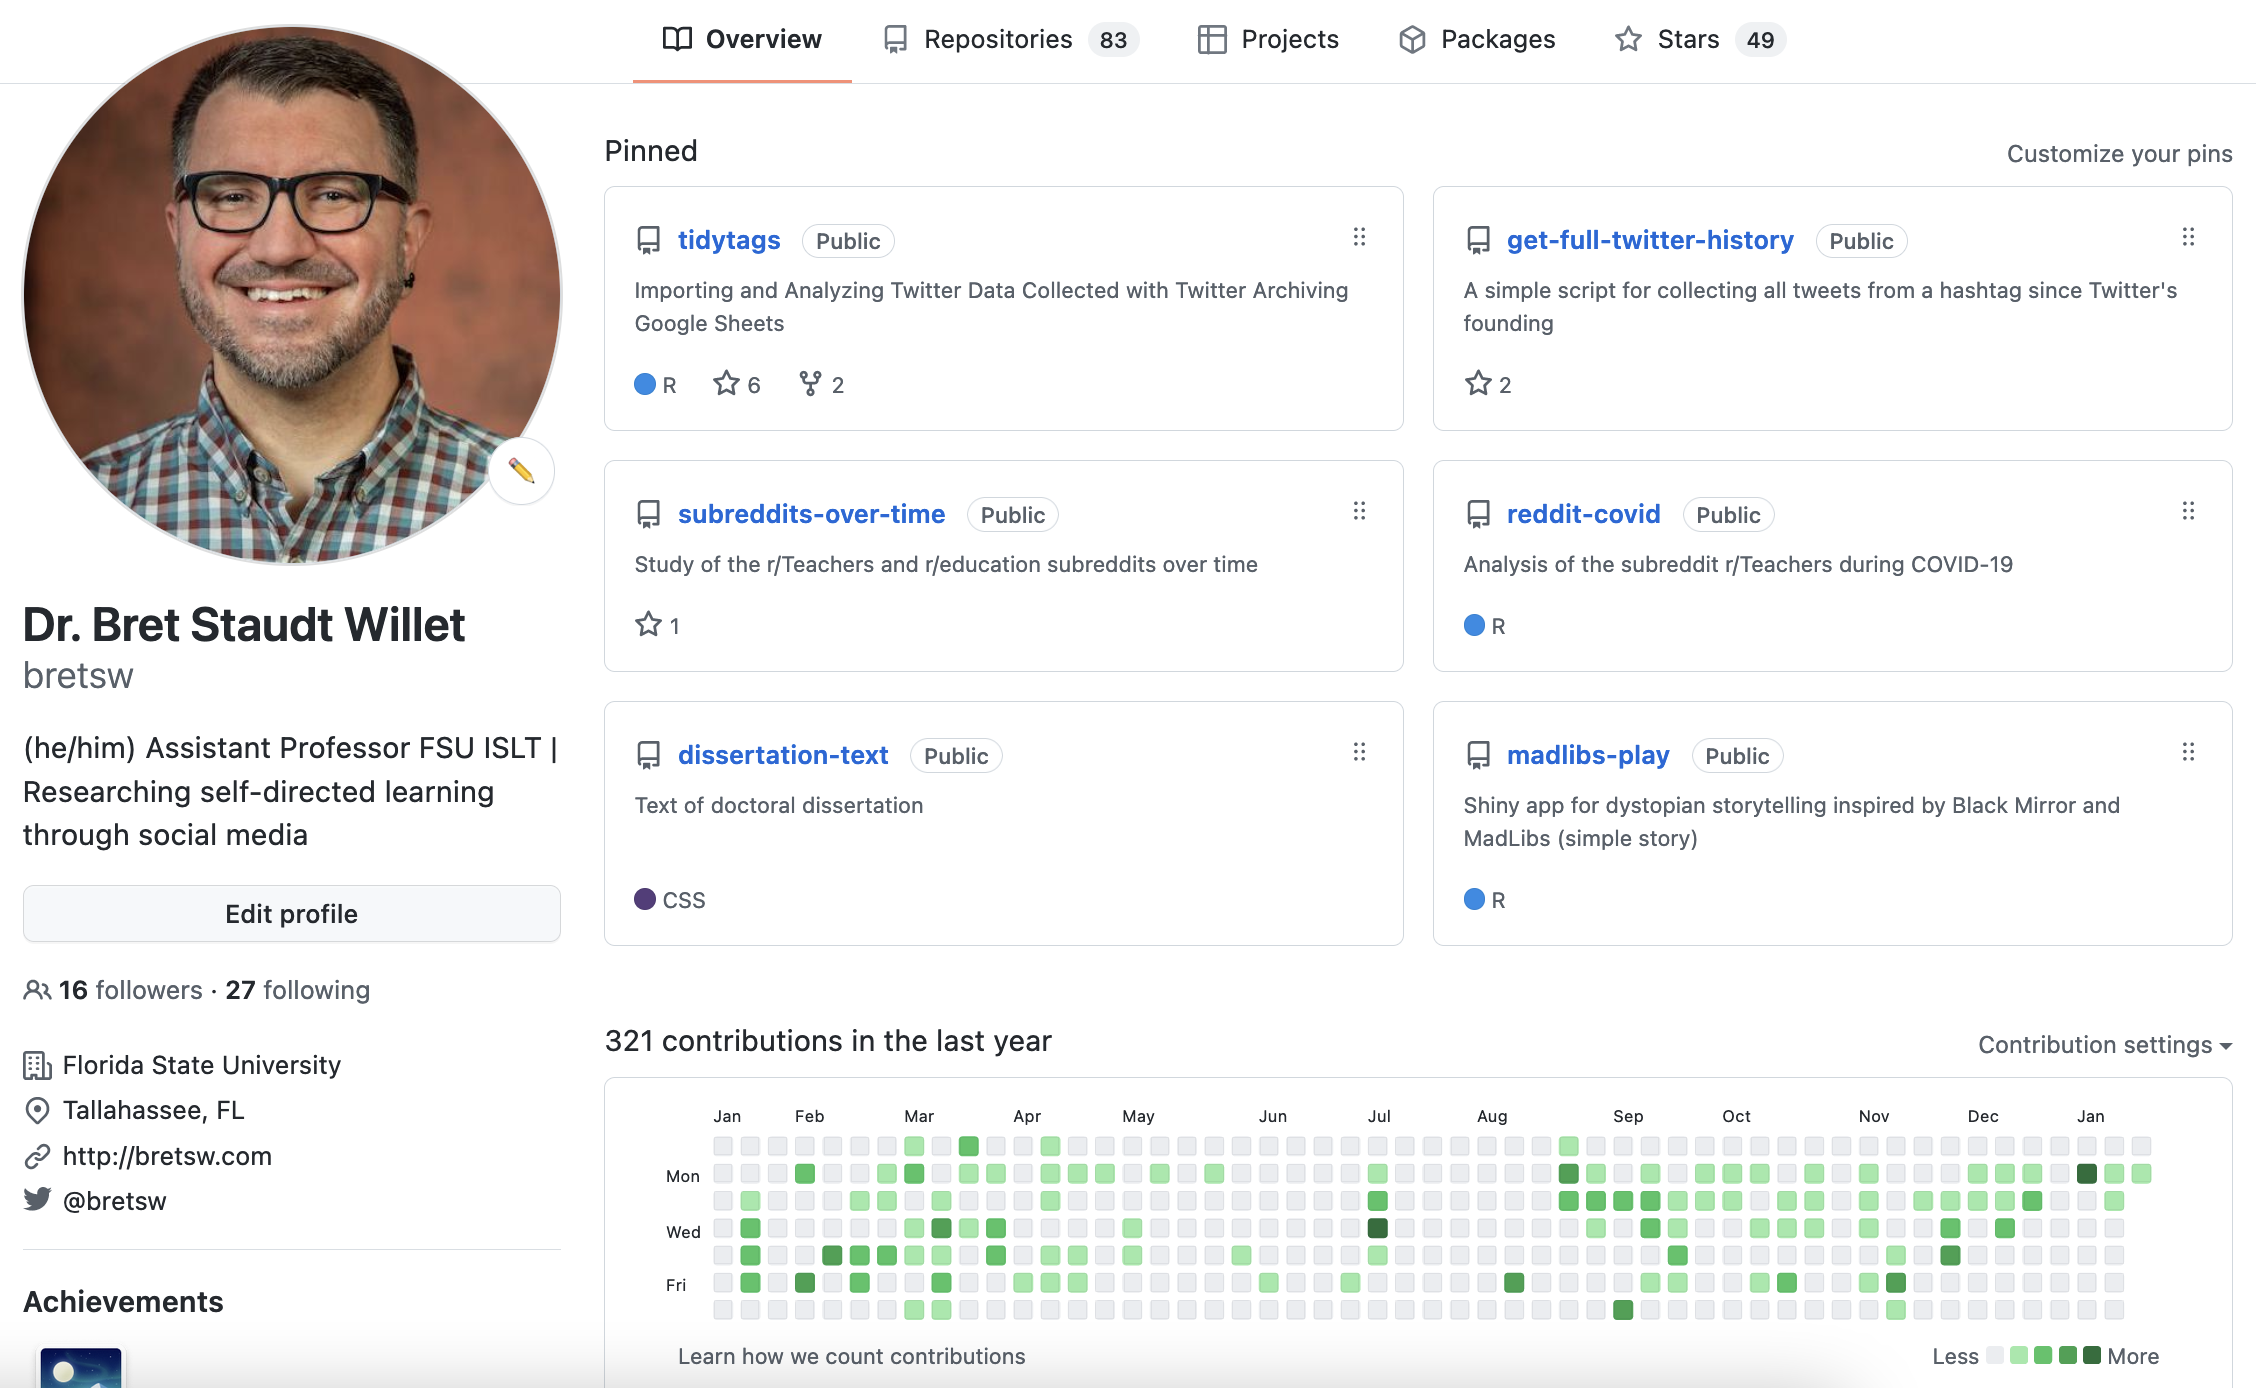 Overview
Repositories 83
Projects
Packages
Stars 49
Dr. Bret Staudt Willet
bretsw
(he/him) Assistant Professor FSU ISLT |
Researching self-directed learning
through social media
Edit profile
16 followers · 27 following
Florida State University
Tallahassee, FL
http://bretsw.com
@bretsw
Achievements
Pinned
Customize your pins
tidytags Public
Importing and Analyzing Twitter Data Collected with Twitter Archiving
Google Sheets
R 6 2
get-full-twitter-history Public
A simple script for collecting all tweets from a hashtag since Twitter's
founding
2
subreddits-over-time Public
Study of the r/Teachers and r/education subreddits over time
1
reddit-covid Public
Analysis of the subreddit r/Teachers during COVID-19
R
dissertation-text Public
Text of doctoral dissertation
CSS
madlibs-play Public
Shiny app for dystopian storytelling inspired by Black Mirror and
MadLibs (simple story)
R
321 contributions in the last year
Contribution settings
Jan Feb Mar Apr May Jun Jul Aug Sep Oct Nov Dec Jan
Mon
Wed
Fri
Learn how we count contributions
Less More